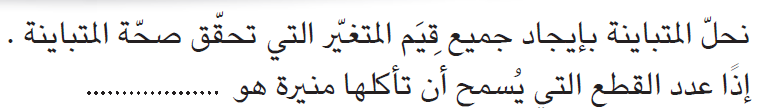 نحلّ المتباينة بإيجاد جميع قِيَم المتغيّر التي تحقّق صحّة المتباينة .
إذًا عدد القطع التي يُسمح أن تأكلها منيرة هو ..................